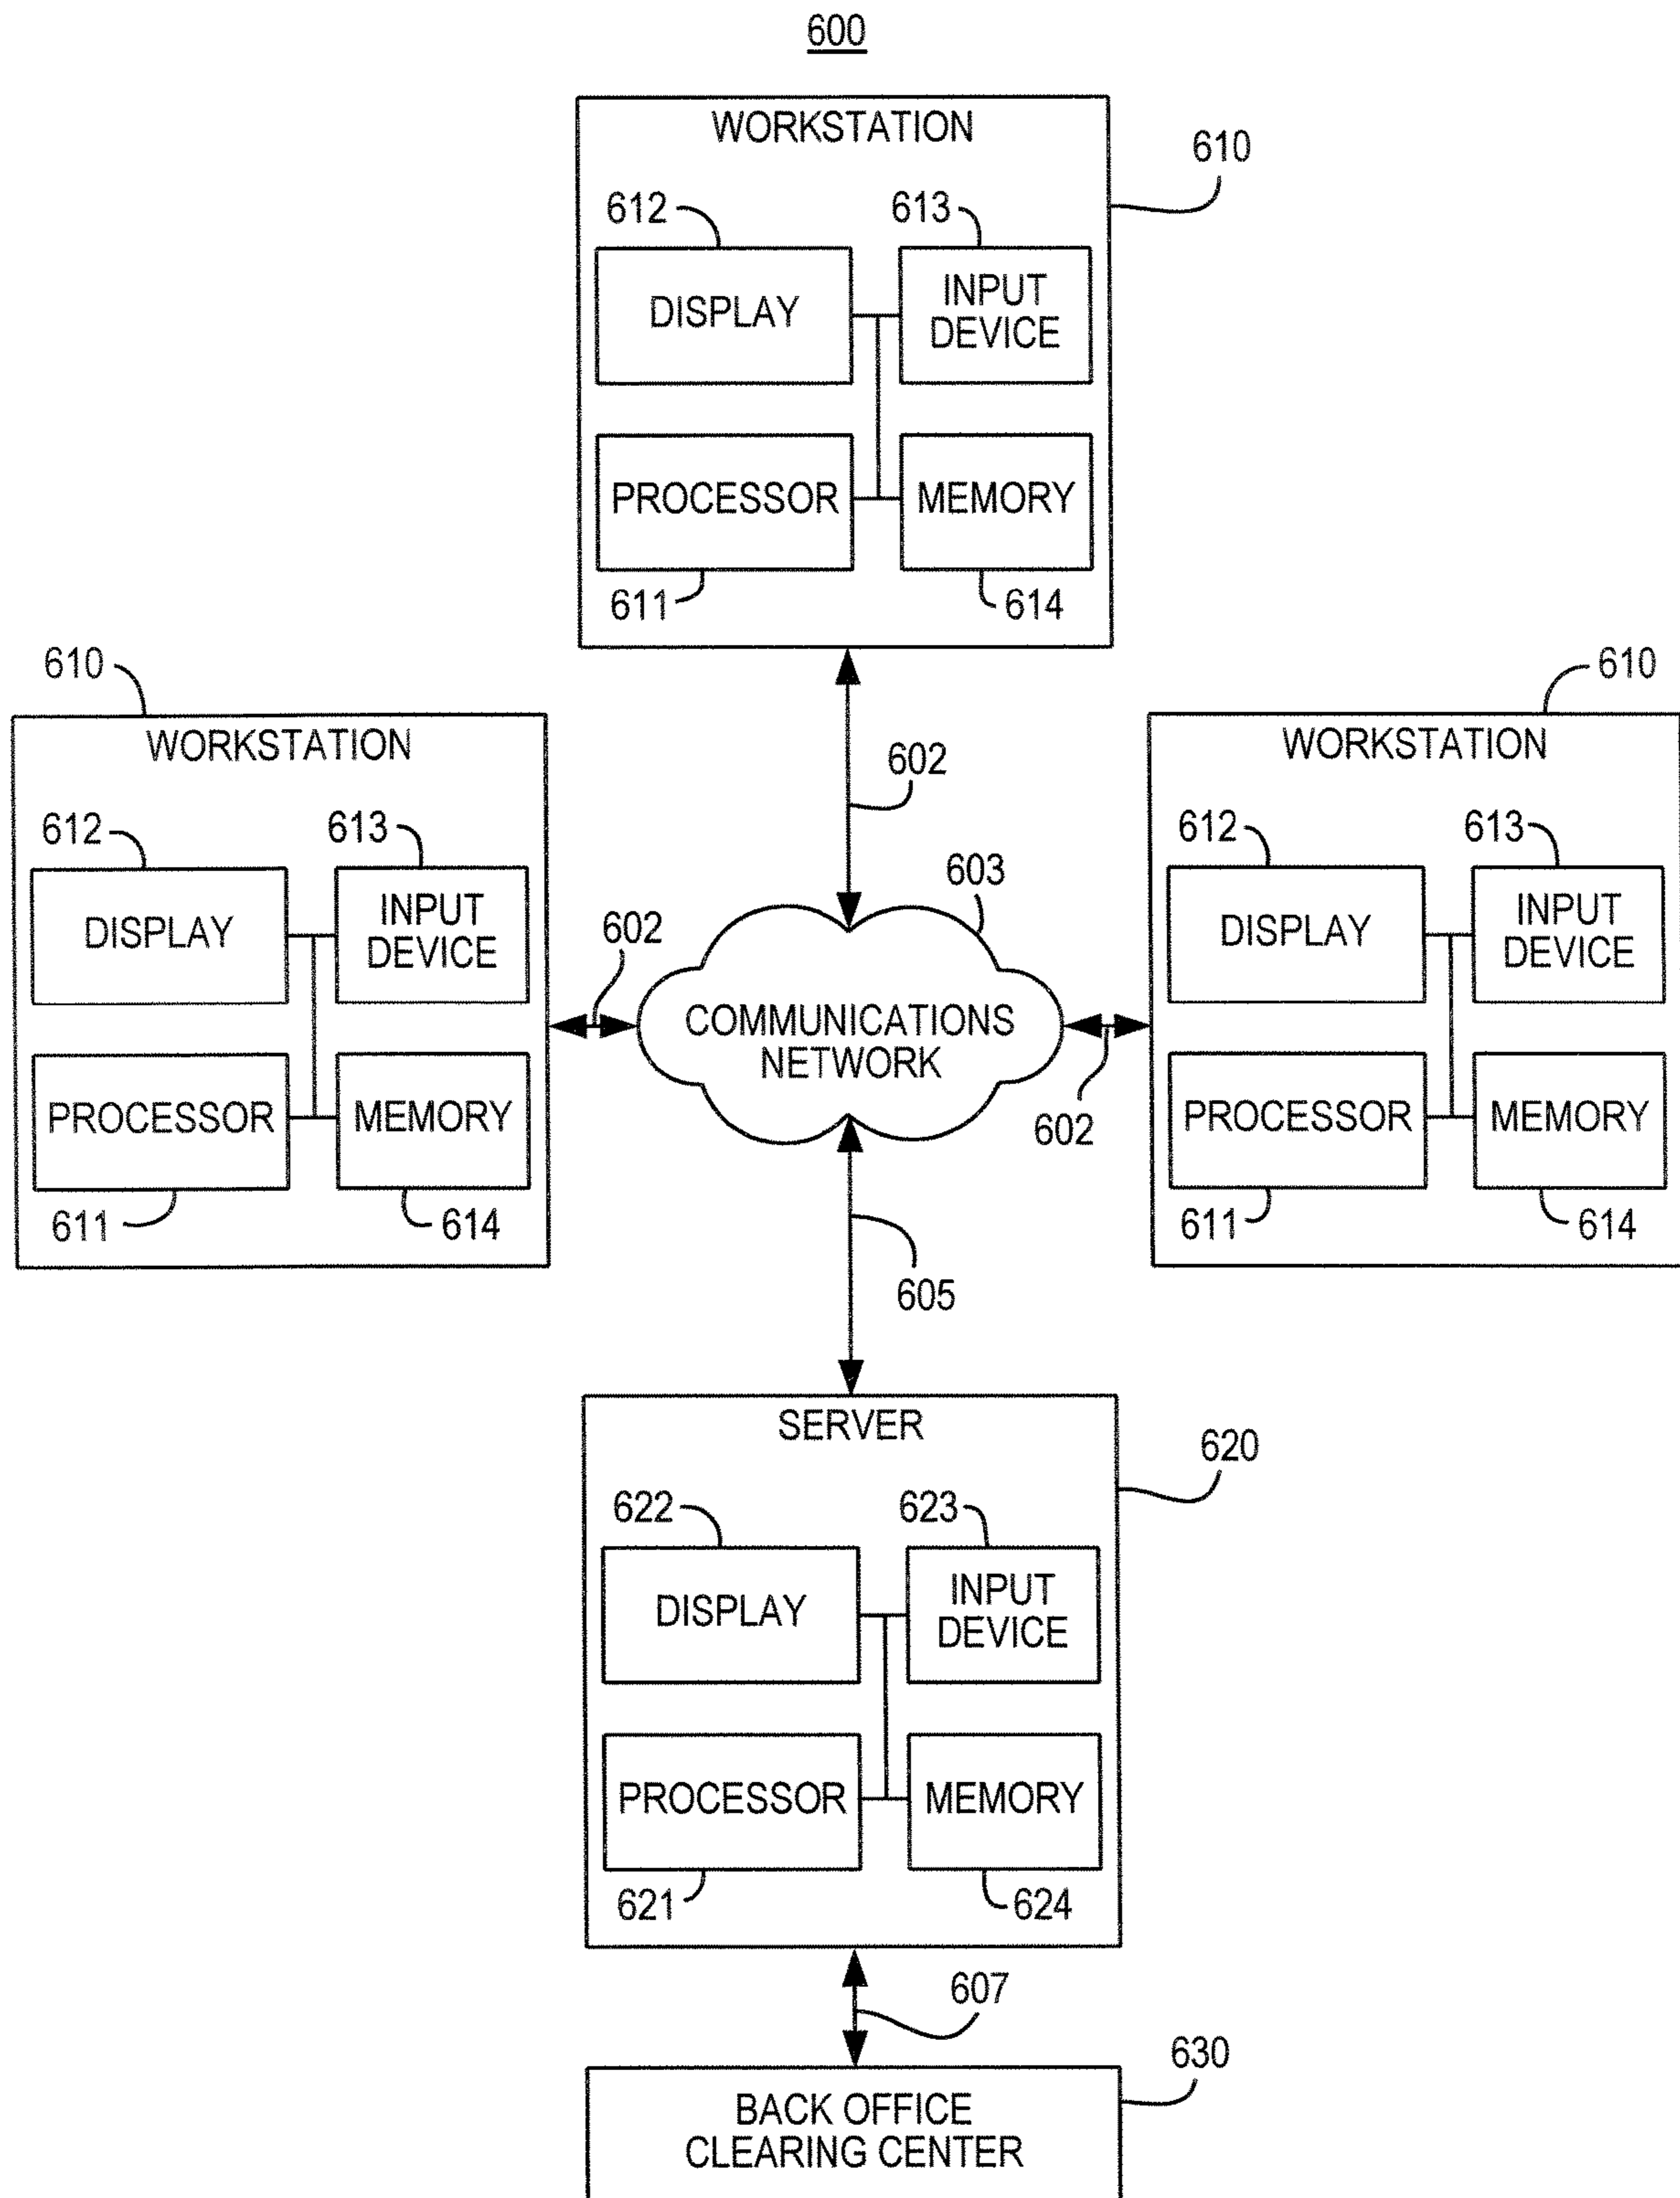 600
WORKSTATION
610
612
613
DISPLAY
INPUT
DEVICE
PROCESSOR
MEMORY
611
614
610
WORKSTATION
612
613
DISPLAY
INPUT
DEVICE
PROCESSOR
MEMORY
611
614
602
602
603
COMMUNICATIONS
NETWORK
602
605
610
WORKSTATION
612
613
DISPLAY
INPUT
DEVICE
PROCESSOR
MEMORY
611
614
SERVER
620
622
623
DISPLAY
INPUT
DEVICE
PROCESSOR
MEMORY
621
624
607
630
BACK OFFICE
CLEARING CENTER